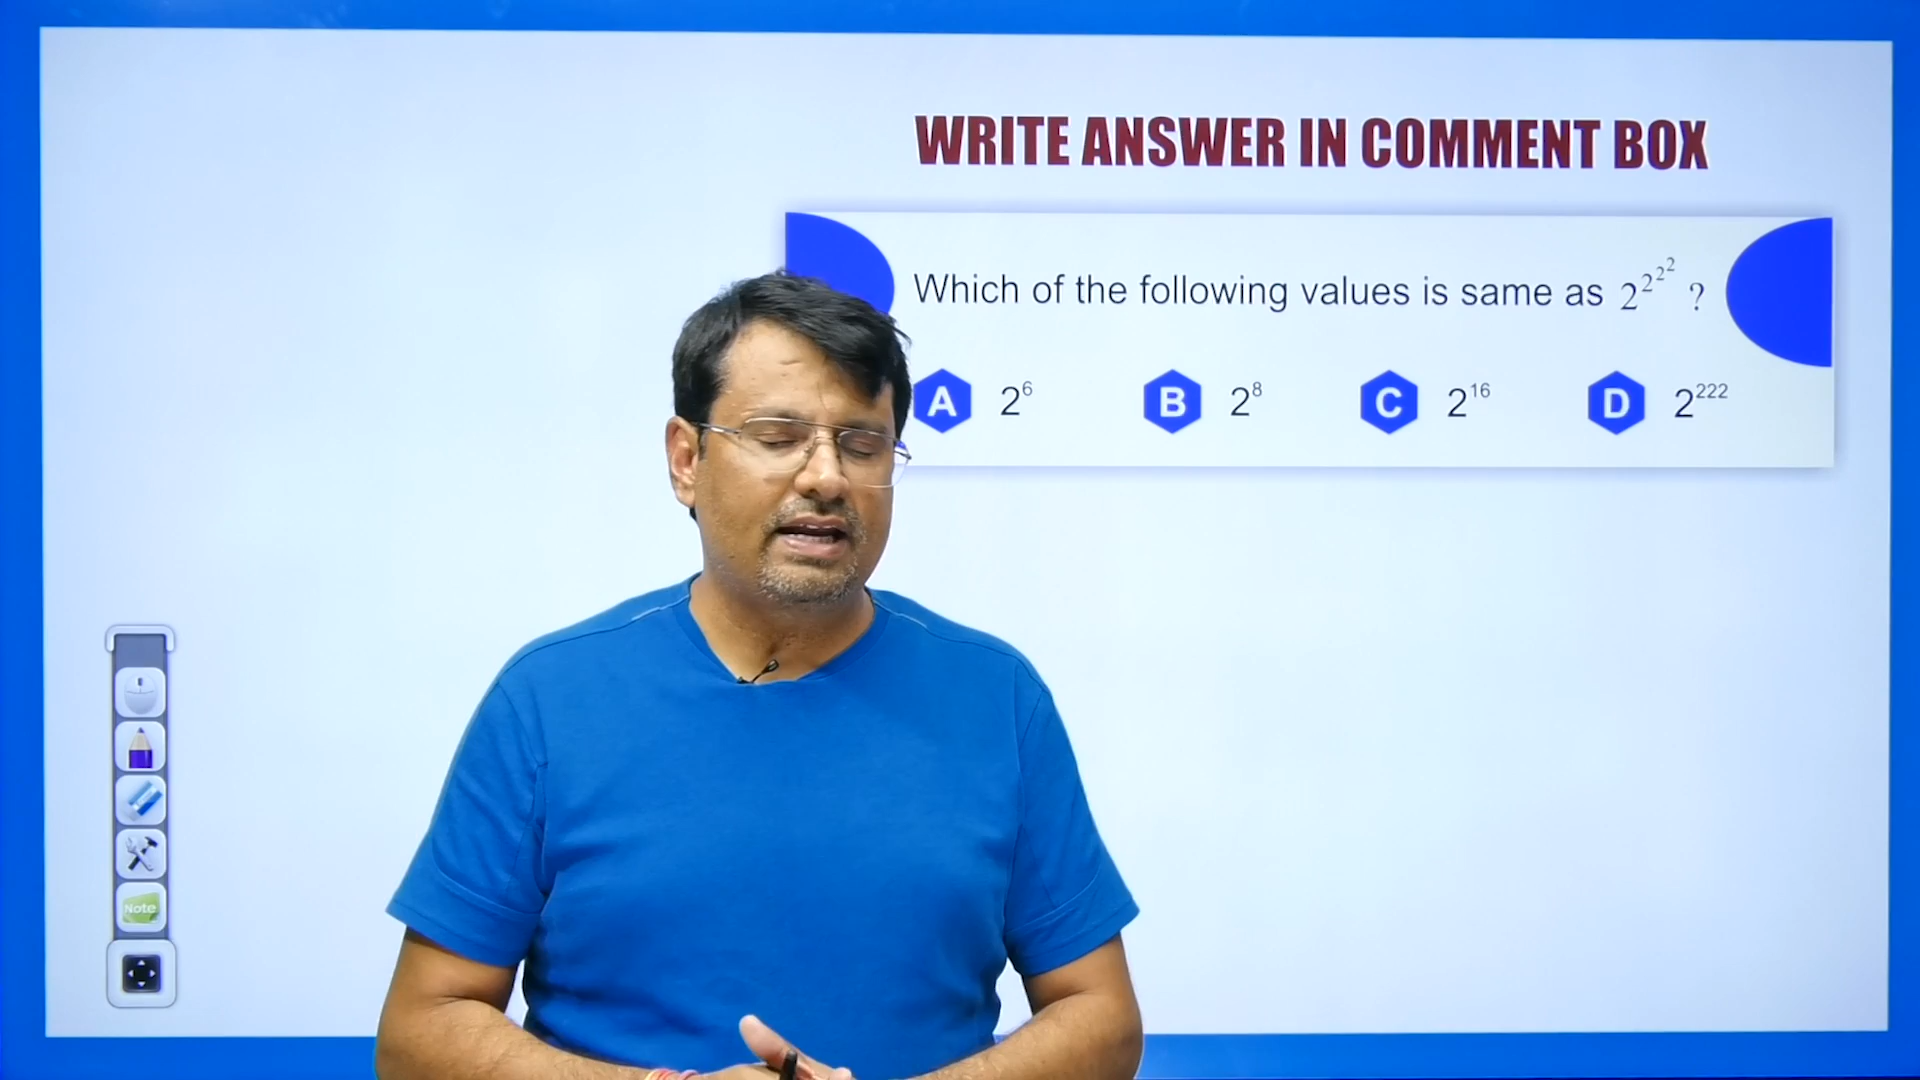 WRITE ANSWER IN COMMENT BOX
Which of the following values is same as 2^{2^{2^{2}}} ?
A 2^{6} B 2^{8} C 2^{16} D 2^{222}
Note